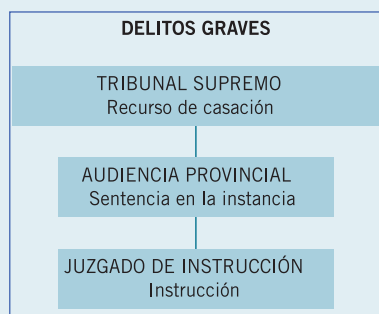 DELITOS GRAVES
TRIBUNAL SUPREMO
Recurso de casación
AUDIENCIA PROVINCIAL
Sentencia en la instancia
JUZGADO DE INSTRUCCIÓN
Instrucción